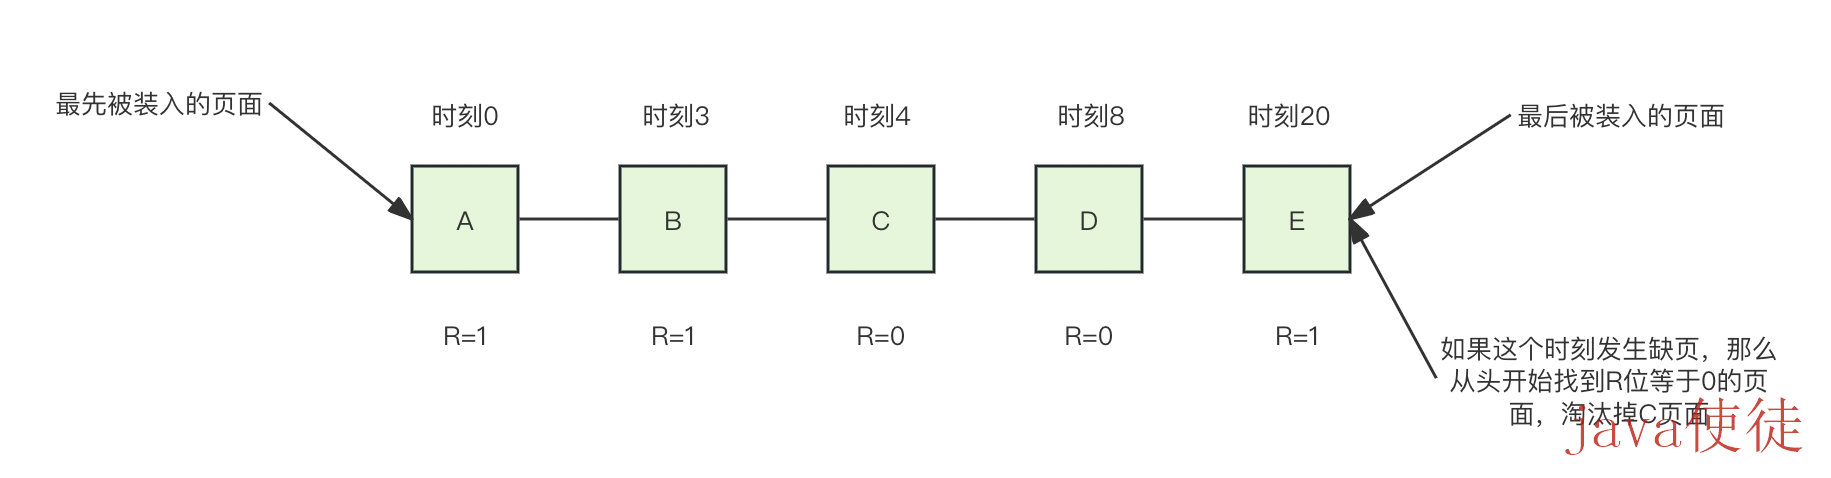 最先被装入的页面
时刻0
时刻3
时刻4
时刻8
时刻20
最后被装入的页面
A
B
C
D
E
R=1
R=1
R=0
R=0
R=1
如果这个时刻发生缺页，那么
从头开始找到R位等于0的页
面，淘汰掉C页面
java使徒